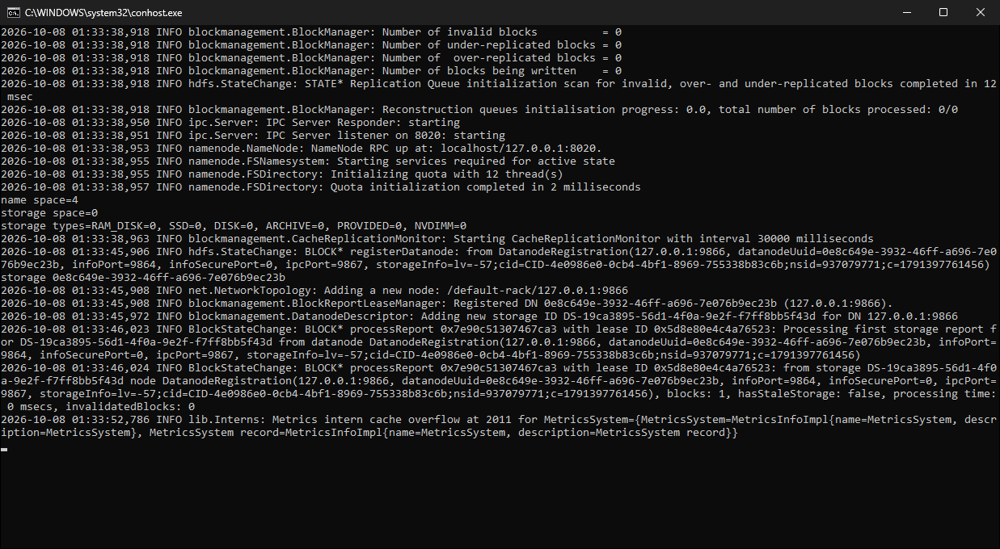 C:\WINDOWS\system32\conhost.exe
2026-10-08 01:33:38,918 INFO blockmanagement.BlockManager: Number of invalid blocks          = 0
2026-10-08 01:33:38,918 INFO blockmanagement.BlockManager: Number of under-replicated blocks = 0
2026-10-08 01:33:38,918 INFO blockmanagement.BlockManager: Number of  over-replicated blocks = 0
2026-10-08 01:33:38,918 INFO blockmanagement.BlockManager: Number of blocks being written    = 0
2026-10-08 01:33:38,918 INFO hdfs.StateChange: STATE* Replication Queue initialization scan for invalid, over- and under-replicated blocks completed in 12
 msec
2026-10-08 01:33:38,918 INFO blockmanagement.BlockManager: Reconstruction queues initialisation progress: 0.0, total number of blocks processed: 0/0
2026-10-08 01:33:38,950 INFO ipc.Server: IPC Server Responder: starting
2026-10-08 01:33:38,951 INFO ipc.Server: IPC Server listener on 8020: starting
2026-10-08 01:33:38,953 INFO namenode.NameNode: NameNode RPC up at: localhost/127.0.0.1:8020.
2026-10-08 01:33:38,955 INFO namenode.FSNamesystem: Starting services required for active state
2026-10-08 01:33:38,955 INFO namenode.FSDirectory: Initializing quota with 12 thread(s)
2026-10-08 01:33:38,957 INFO namenode.FSDirectory: Quota initialization completed in 2 milliseconds
name space=4
storage space=0
storage types=RAM_DISK=0, SSD=0, DISK=0, ARCHIVE=0, PROVIDED=0, NVDIMM=0
2026-10-08 01:33:38,963 INFO blockmanagement.CacheReplicationMonitor: Starting CacheReplicationMonitor with interval 30000 milliseconds
2026-10-08 01:33:45,906 INFO hdfs.StateChange: BLOCK* registerDatanode: from DatanodeRegistration(127.0.0.1:9866, datanodeUuid=0e8c649e-3932-46ff-a696-7e0
76b9ec23b, infoPort=9864, infoSecurePort=0, ipcPort=9867, storageInfo=lv=-57;cid=CID-4e0986e0-0cb4-4bf1-8969-755338b83c6b;nsid=937079771;c=1791397761456)
storage 0e8c649e-3932-46ff-a696-7e076b9ec23b
2026-10-08 01:33:45,908 INFO net.NetworkTopology: Adding a new node: /default-rack/127.0.0.1:9866
2026-10-08 01:33:45,908 INFO blockmanagement.BlockReportLeaseManager: Registered DN 0e8c649e-3932-46ff-a696-7e076b9ec23b (127.0.0.1:9866).
2026-10-08 01:33:45,972 INFO blockmanagement.DatanodeDescriptor: Adding new storage ID DS-19ca3895-56d1-4f0a-9e2f-f7ff8bb5f43d for DN 127.0.0.1:9866
2026-10-08 01:33:46,023 INFO BlockStateChange: BLOCK* processReport 0x7e90c51307467ca3 with lease ID 0x5d8e80e4c4a76523: Processing first storage report f
or DS-19ca3895-56d1-4f0a-9e2f-f7ff8bb5f43d from datanode DatanodeRegistration(127.0.0.1:9866, datanodeUuid=0e8c649e-3932-46ff-a696-7e076b9ec23b, infoPort=
9864, infoSecurePort=0, ipcPort=9867, storageInfo=lv=-57;cid=CID-4e0986e0-0cb4-4bf1-8969-755338b83c6b;nsid=937079771;c=1791397761456)
2026-10-08 01:33:46,024 INFO BlockStateChange: BLOCK* processReport 0x7e90c51307467ca3 with lease ID 0x5d8e80e4c4a76523: from storage DS-19ca3895-56d1-4f0
a-9e2f-f7ff8bb5f43d node DatanodeRegistration(127.0.0.1:9866, datanodeUuid=0e8c649e-3932-46ff-a696-7e076b9ec23b, infoPort=9864, infoSecurePort=0, ipcPort=
9867, storageInfo=lv=-57;cid=CID-4e0986e0-0cb4-4bf1-8969-755338b83c6b;nsid=937079771;c=1791397761456), blocks: 1, hasStaleStorage: false, processing time:
 0 msecs, invalidatedBlocks: 0
2026-10-08 01:33:52,786 INFO lib.Interns: Metrics intern cache overflow at 2011 for MetricsSystem={MetricsSystem=MetricsInfoImpl{name=MetricsSystem, descr
iption=MetricsSystem}, MetricsSystem record=MetricsInfoImpl{name=MetricsSystem, description=MetricsSystem record}}